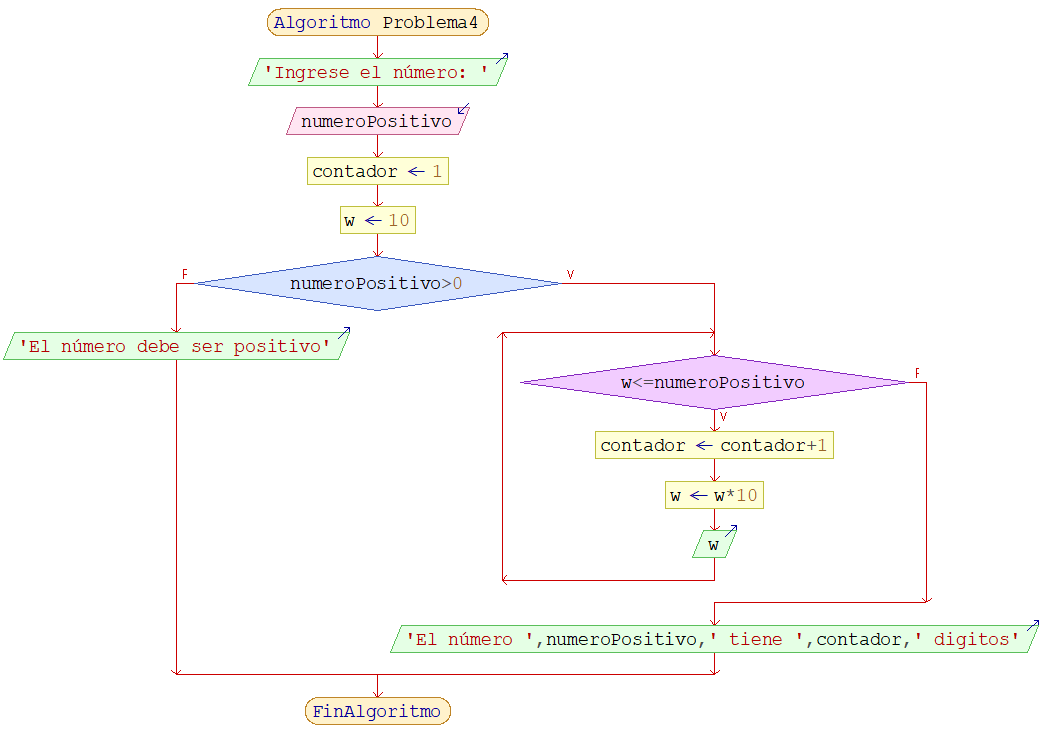 Algoritmo Problema4
'Ingrese el número: '
numeroPositivo
contador ← 1
w ← 10
numeroPositivo>0
F
V
'El número debe ser positivo'
w<=numeroPositivo
F
V
contador ← contador+1
w ← w*10
w
'El número ',numeroPositivo,' tiene ',contador,' digitos'
FinAlgoritmo